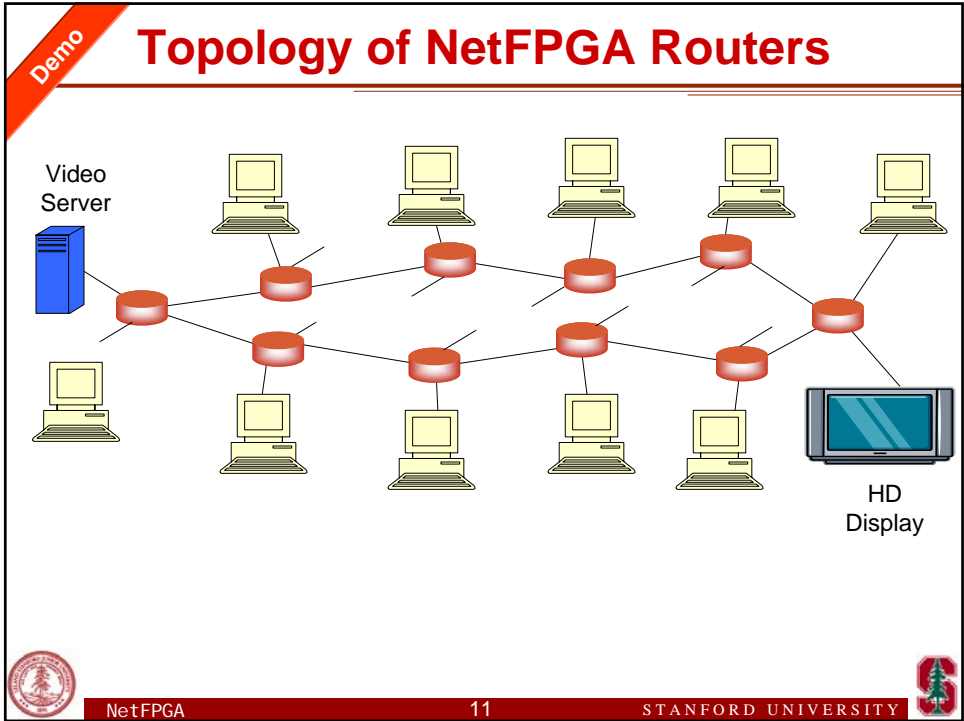 Demo
Topology of NetFPGA Routers
Video
Server
HD
Display
NetFPGA
11
STANFORD UNIVERSITY